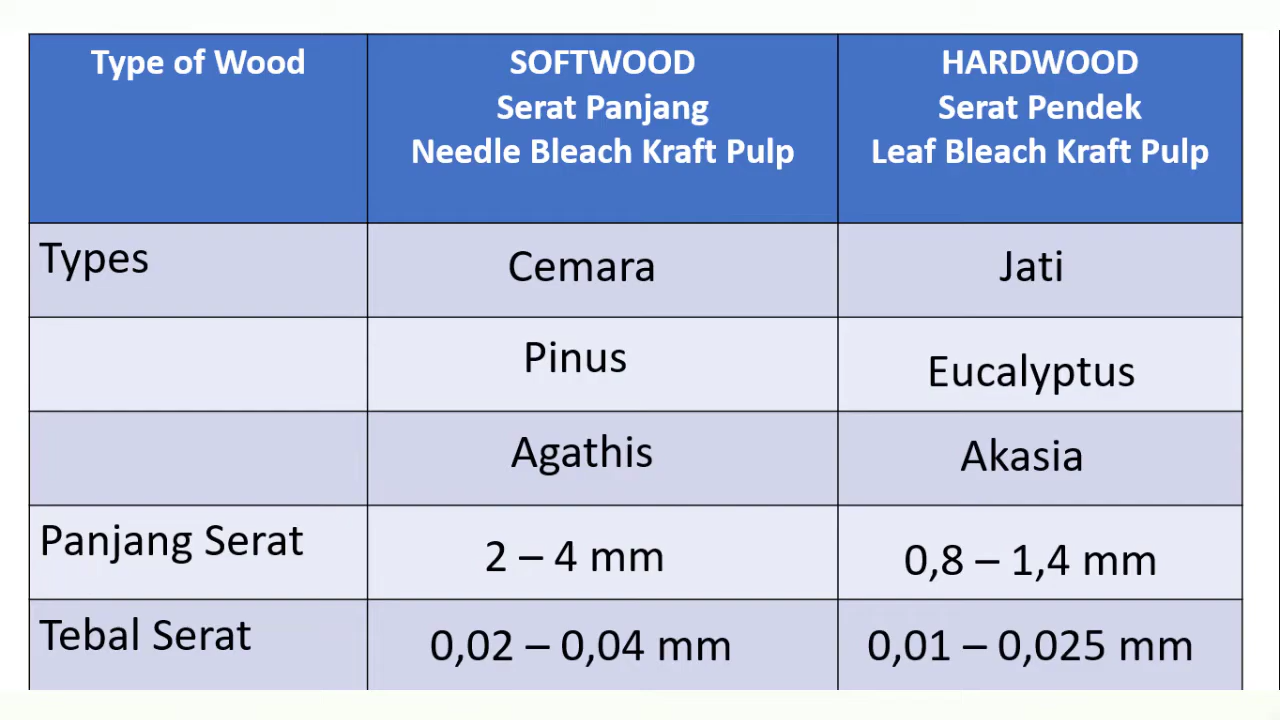 Type of Wood
SOFTWOOD
Serat Panjang
Needle Bleach Kraft Pulp
HARDWOOD
Serat Pendek
Leaf Bleach Kraft Pulp
Types
Cemara
Jati
Pinus
Eucalyptus
Agathis
Akasia
Panjang Serat
2 – 4 mm
0,8 – 1,4 mm
Tebal Serat
0,02 – 0,04 mm
0,01 – 0,025 mm